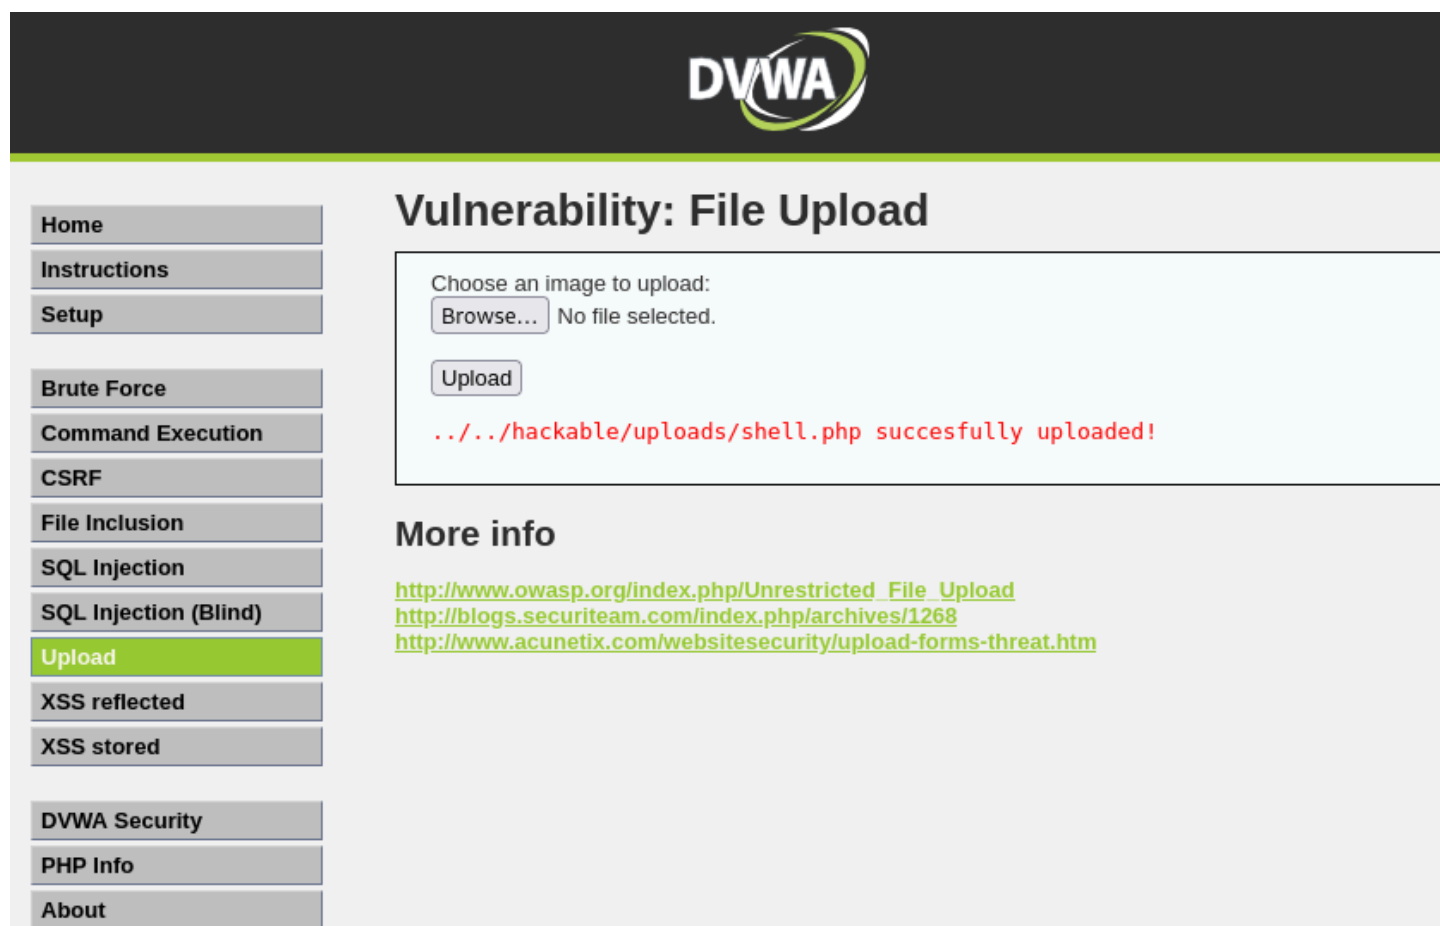 DVWA
Home
Instructions
Setup
Brute Force
Command Execution
CSRF
File Inclusion
SQL Injection
SQL Injection (Blind)
Upload
XSS reflected
XSS stored
DVWA Security
PHP Info
About
Vulnerability: File Upload
Choose an image to upload:
Browse... No file selected.
Upload
../../hackable/uploads/shell.php succesfully uploaded!
More info
http://www.owasp.org/index.php/Unrestricted_File_Upload
http://blogs.securiteam.com/index.php/archives/1268
http://www.acunetix.com/websitesecurity/upload-forms-threat.htm